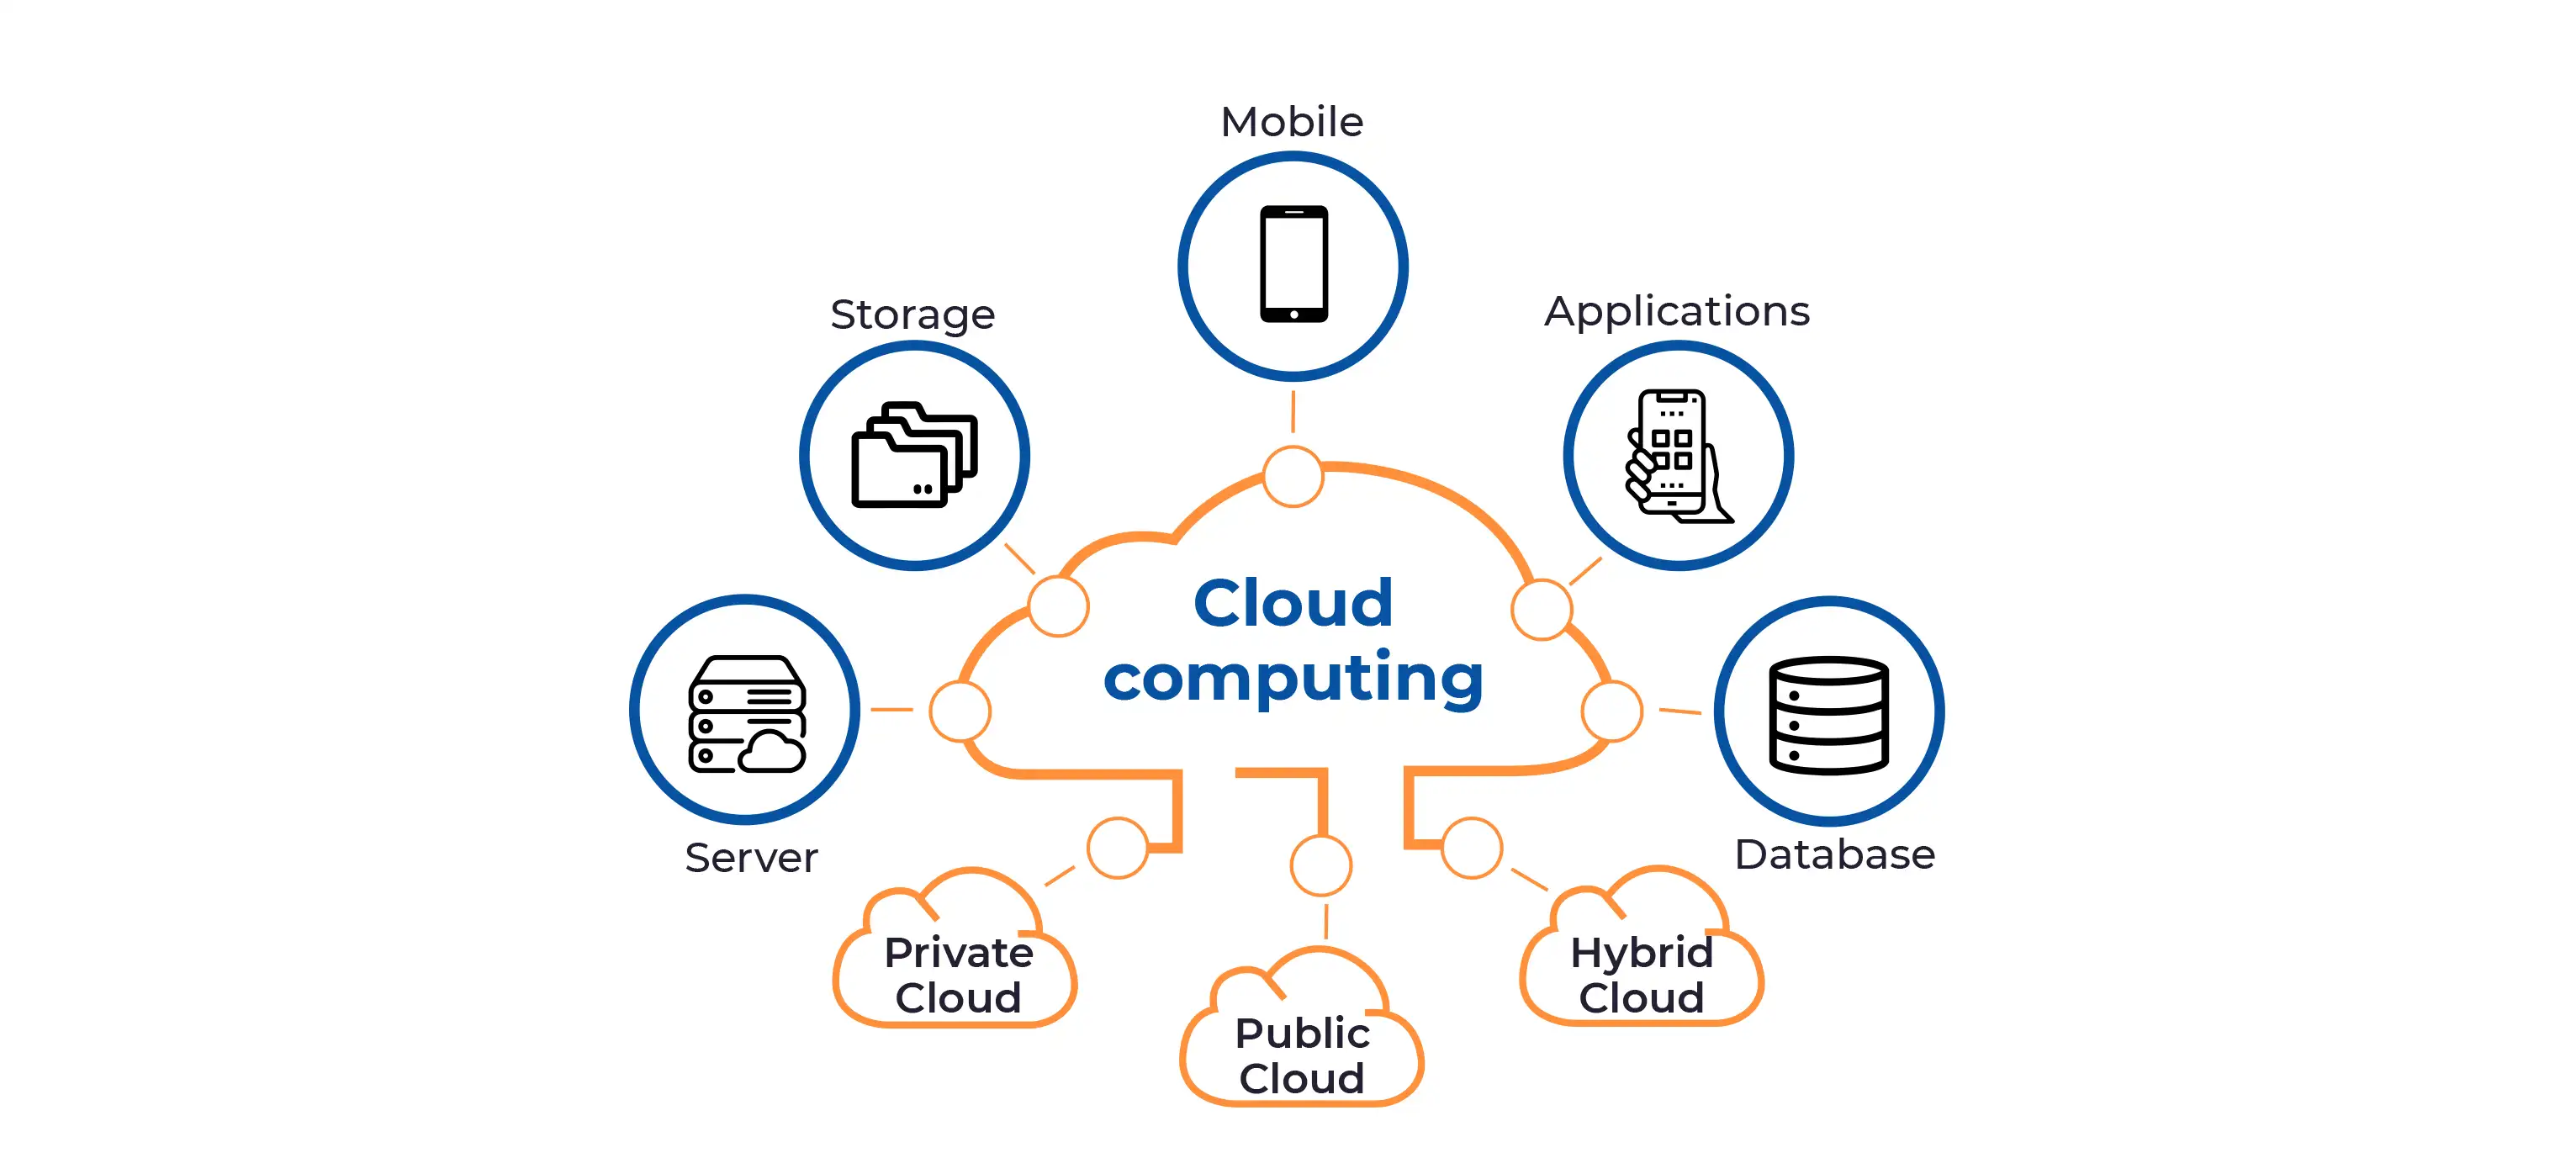 Mobile
Storage
Applications
Cloud
computing
Server
Database
Private
Cloud
Public
Cloud
Hybrid
Cloud